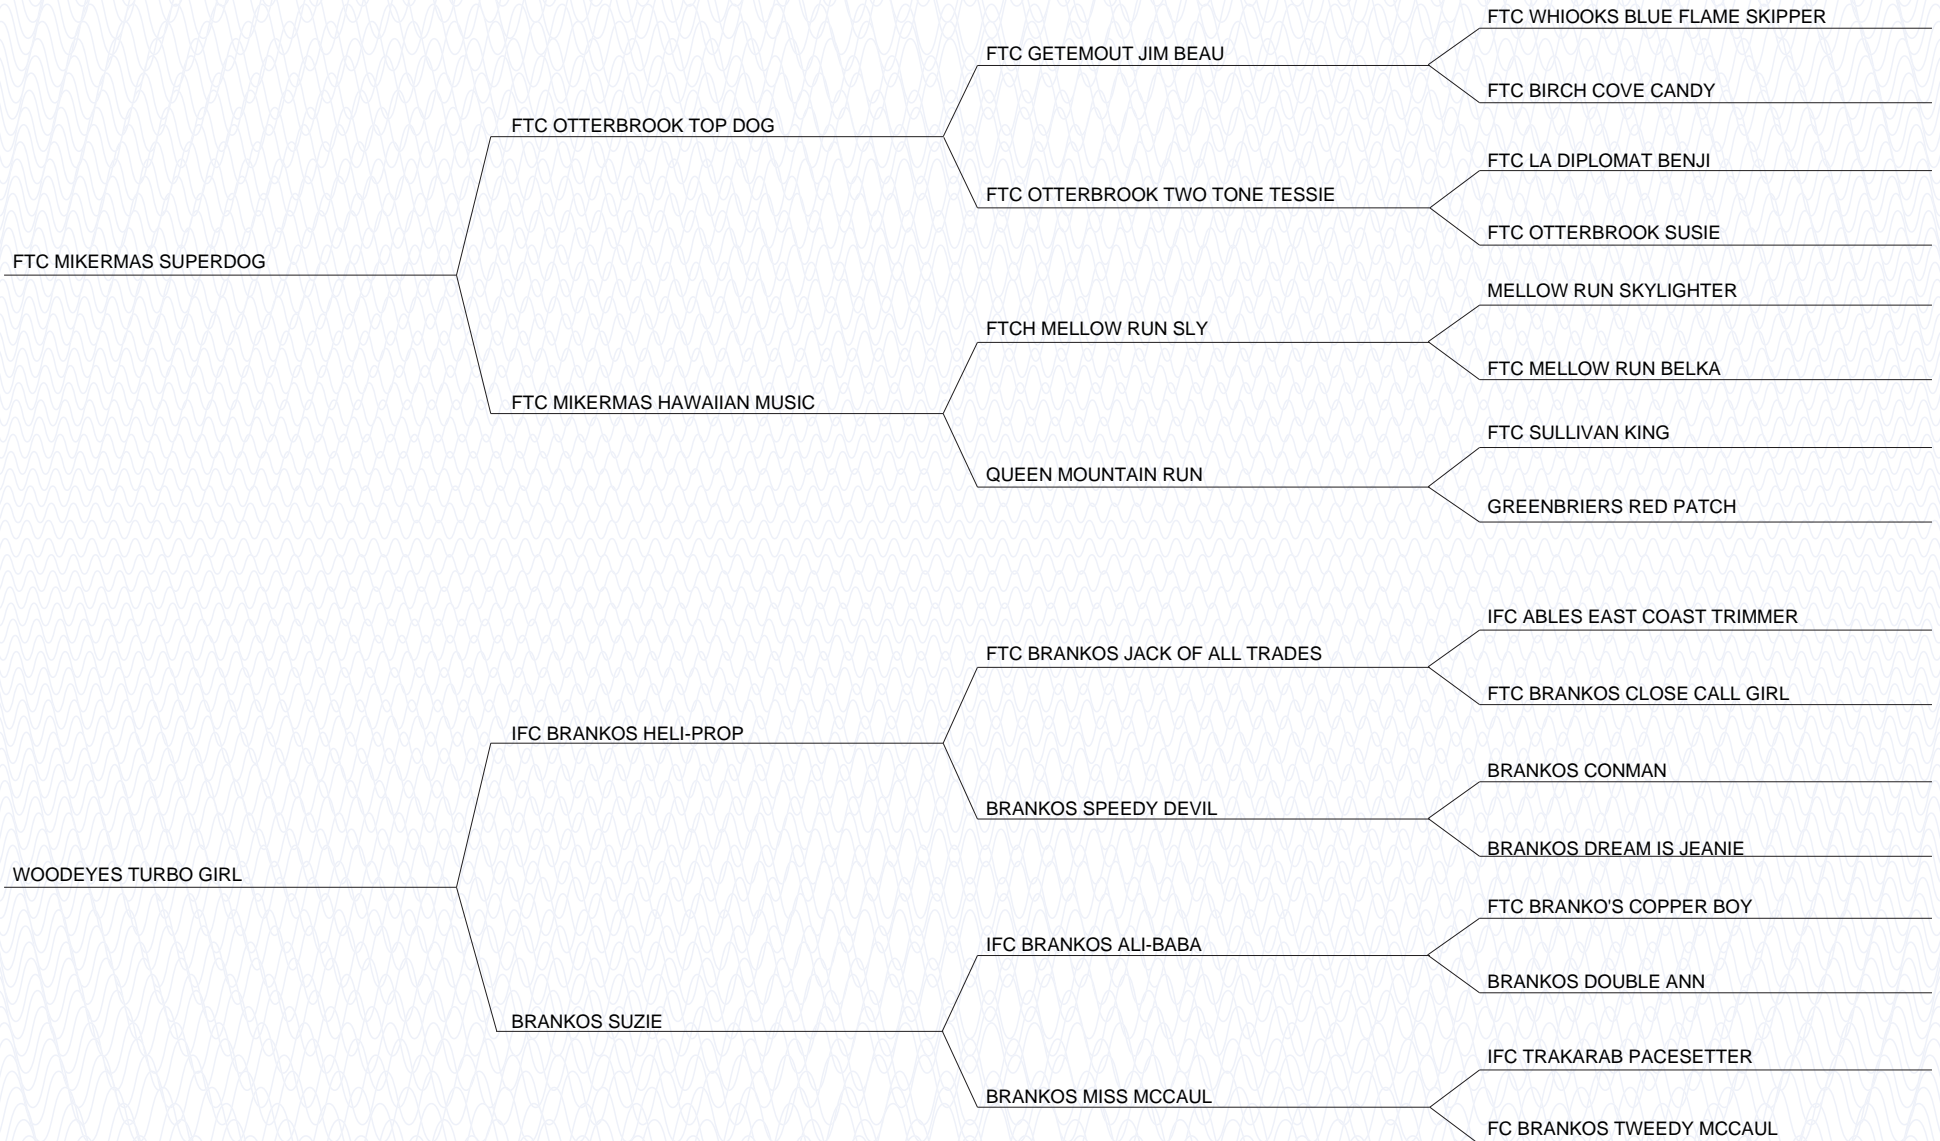 FTC WHIOOKS BLUE FLAME SKIPPER
FTC GETEMOUT JIM BEAU
FTC BIRCH COVE CANDY
FTC OTTERBROOK TOP DOG
FTC LA DIPLOMAT BENJI
FTC OTTERBROOK TWO TONE TESSIE
FTC OTTERBROOK SUSIE
FTC MIKERMAS SUPERDOG
MELLOW RUN SKYLIGHTER
FTCH MELLOW RUN SLY
FTC MELLOW RUN BELKA
FTC MIKERMAS HAWAIIAN MUSIC
FTC SULLIVAN KING
QUEEN MOUNTAIN RUN
GREENBRIERS RED PATCH
IFC ABLES EAST COAST TRIMMER
FTC BRANKOS JACK OF ALL TRADES
FTC BRANKOS CLOSE CALL GIRL
IFC BRANKOS HELI-PROP
BRANKOS CONMAN
BRANKOS SPEEDY DEVIL
BRANKOS DREAM IS JEANIE
WOODEYES TURBO GIRL
FTC BRANKO'S COPPER BOY
IFC BRANKOS ALI-BABA
BRANKOS DOUBLE ANN
BRANKOS SUZIE
IFC TRAKARAB PACESETTER
BRANKOS MISS MCCAUL
FC BRANKOS TWEEDY MCCAUL